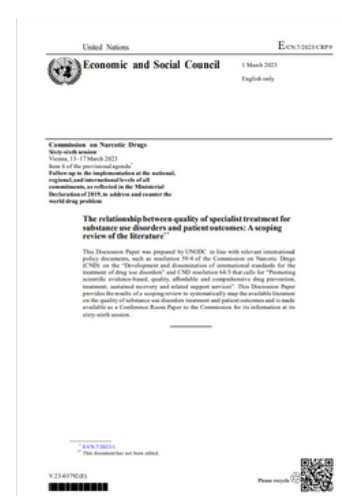 United Nations
E/CN.7/2023/CRP.9
Economic and Social Council
1 March 2023
English only
Commission on Narcotic Drugs
Sixty-sixth session
Vienna, 13–17 March 2023
Item 6 of the provisional agenda*
Follow-up to the implementation at the national,
regional, and international levels of all
commitments, as reflected in the Ministerial
Declaration of 2019, to address and counter the
world drug problem
The relationship between quality of specialist treatment for
substance use disorders and patient outcomes: A scoping
review of the literature**
This Discussion Paper was prepared by UNODC in line with relevant international
policy documents, such as resolution 59/4 of the Commission on Narcotic Drugs
(CND) on the “Development and dissemination of international standards for the
treatment of drug use disorders” and CND resolution 64/3 that calls for “Promoting
scientific evidence-based, quality, affordable and comprehensive drug prevention,
treatment, sustained recovery and related support services”. This Discussion Paper
provides the results of a scoping review to systematically map the available literature
on the quality of substance use disorders treatment and patient outcomes and is made
available as a Conference Room Paper to the Commission for its information at its
sixty-sixth session.
* E/CN.7/2023/1.
** This document has not been edited.
V.23-03792(E)
Please recycle